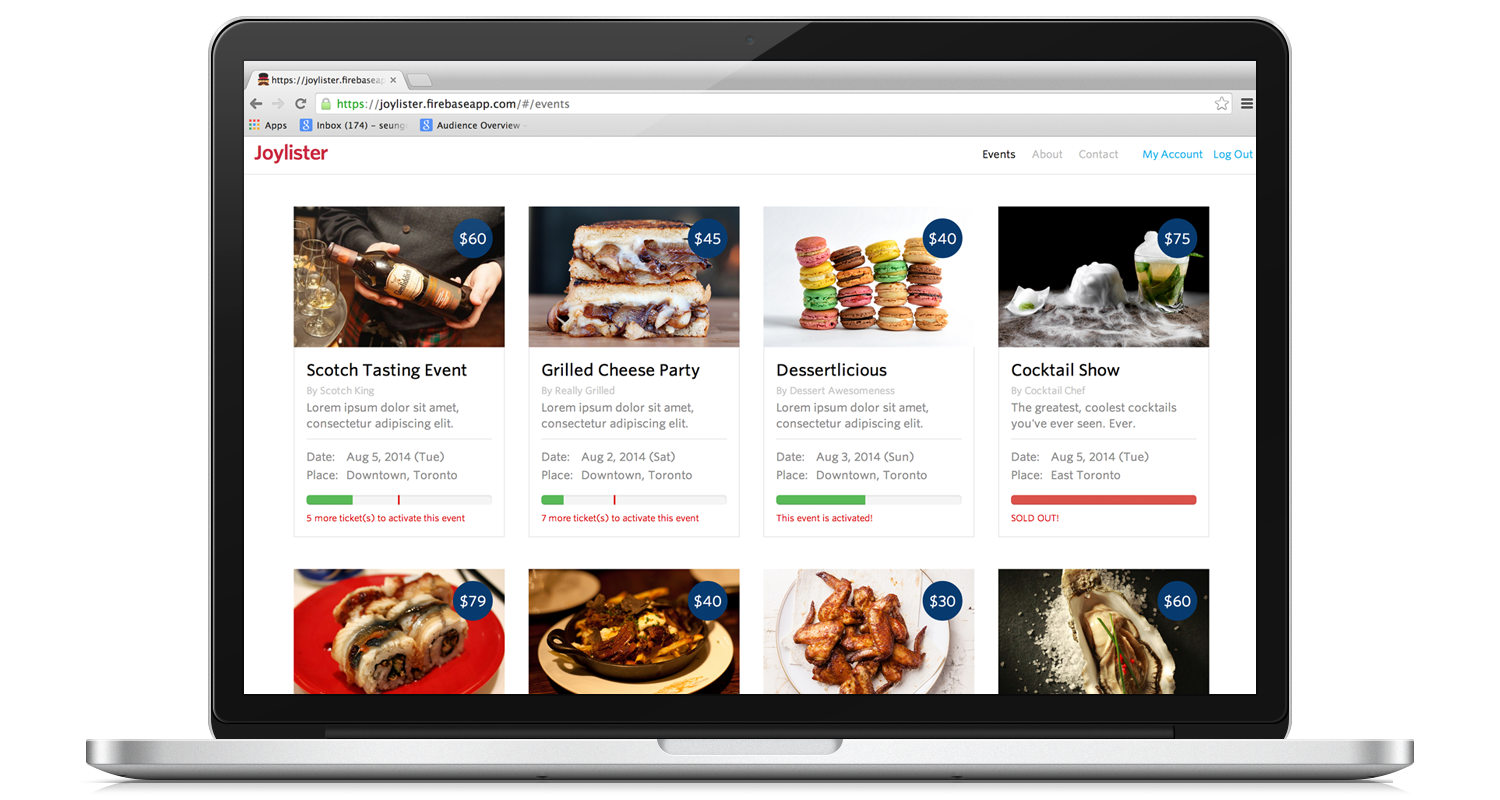 https://joylister.firebaseap
https://joylister.firebaseapp.com/#/events
Apps
Inbox (174) – seung
Audience Overview -
Joylister
Events
About
Contact
My Account
Log Out
$60
$45
$40
$75
Scotch Tasting Event
By Scotch King
Lorem ipsum dolor sit amet,
consectetur adipiscing elit.
Date: Aug 5, 2014 (Tue)
Place: Downtown, Toronto
5 more ticket(s) to activate this event
Grilled Cheese Party
By Really Grilled
Lorem ipsum dolor sit amet,
consectetur adipiscing elit.
Date: Aug 2, 2014 (Sat)
Place: Downtown, Toronto
7 more ticket(s) to activate this event
Dessertlicious
By Dessert Awesomeness
Lorem ipsum dolor sit amet,
consectetur adipiscing elit.
Date: Aug 3, 2014 (Sun)
Place: Downtown, Toronto
This event is activated!
Cocktail Show
By Cocktail Chef
The greatest, coolest cocktails
you've ever seen. Ever.
Date: Aug 5, 2014 (Tue)
Place: East Toronto
SOLD OUT!
$79
$40
$30
$60